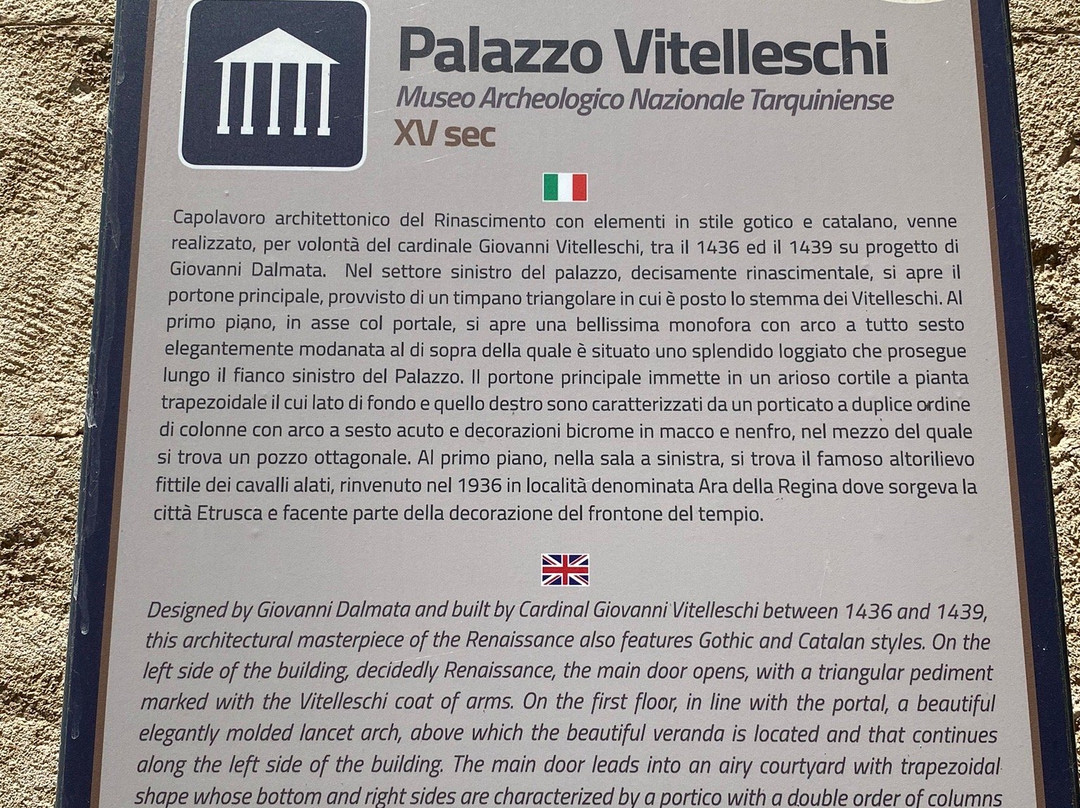 Palazzo Vitelleschi
Museo Archeologico Nazionale Tarquiniense
XV sec
Capolavoro architettonico del Rinascimento con elementi in stile gotico e catalano, venne
realizzato, per volontà del cardinale Giovanni Vitelleschi, tra il 1436 ed il 1439 su progetto di
Giovanni Dalmata. Nel settore sinistro del palazzo, decisamente rinascimentale, si apre il
portone principale, provvisto di un timpano triangolare in cui è posto lo stemma dei Vitelleschi. Al
primo piano, in asse col portale, si apre una bellissima monofora con arco a tutto sesto
elegantemente modanata al di sopra della quale è situato uno splendido loggiato che prosegue
lungo il fianco sinistro del Palazzo. Il portone principale immette in un arioso cortile a pianta
trapezoidale il cui lato di fondo e quello destro sono caratterizzati da un porticato a duplice ordine
di colonne con arco a sesto acuto e decorazioni bicrome in macco e nenfro, nel mezzo del quale
si trova un pozzo ottagonale. Al primo piano, nella sala a sinistra, si trova il famoso altorilievo
fittile dei cavalli alati, rinvenuto nel 1936 in località denominata Ara della Regina dove sorgeva la
città Etrusca e facente parte della decorazione del frontone del tempio.
Designed by Giovanni Dalmata and built by Cardinal Giovanni Vitelleschi between 1436 and 1439,
this architectural masterpiece of the Renaissance also features Gothic and Catalan styles. On the
left side of the building, decidedly Renaissance, the main door opens, with a triangular pediment
marked with the Vitelleschi coat of arms. On the first floor, in line with the portal, a beautiful
elegantly molded lancet arch, above which the beautiful veranda is located and that continues
along the left side of the building. The main door leads into an airy courtyard with trapezoidal
shape whose bottom and right sides are characterized by a portico with a double order of columns